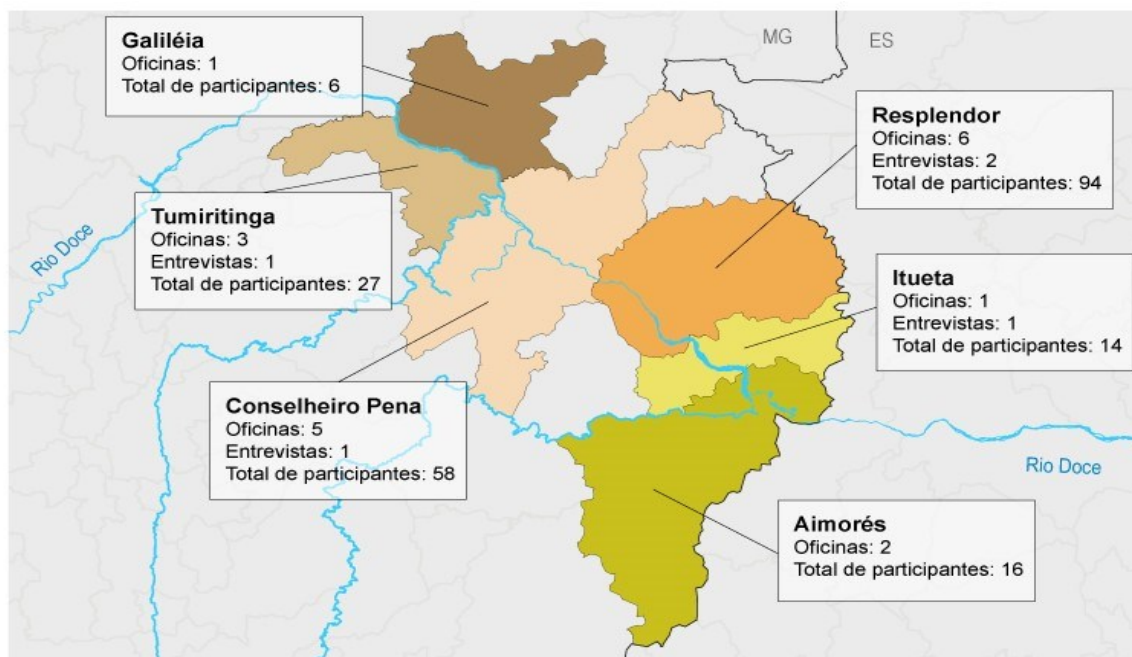 Galiléia
Oficinas: 1
Total de participantes: 6
MG
ES
Resplendor
Oficinas: 6
Entrevistas: 2
Total de participantes: 94
Tumiritinga
Oficinas: 3
Entrevistas: 1
Total de participantes: 27
Rio Doce
Itueta
Oficinas: 1
Entrevistas: 1
Total de participantes: 14
Conselheiro Pena
Oficinas: 5
Entrevistas: 1
Total de participantes: 58
Rio Doce
Aimorés
Oficinas: 2
Total de participantes: 16